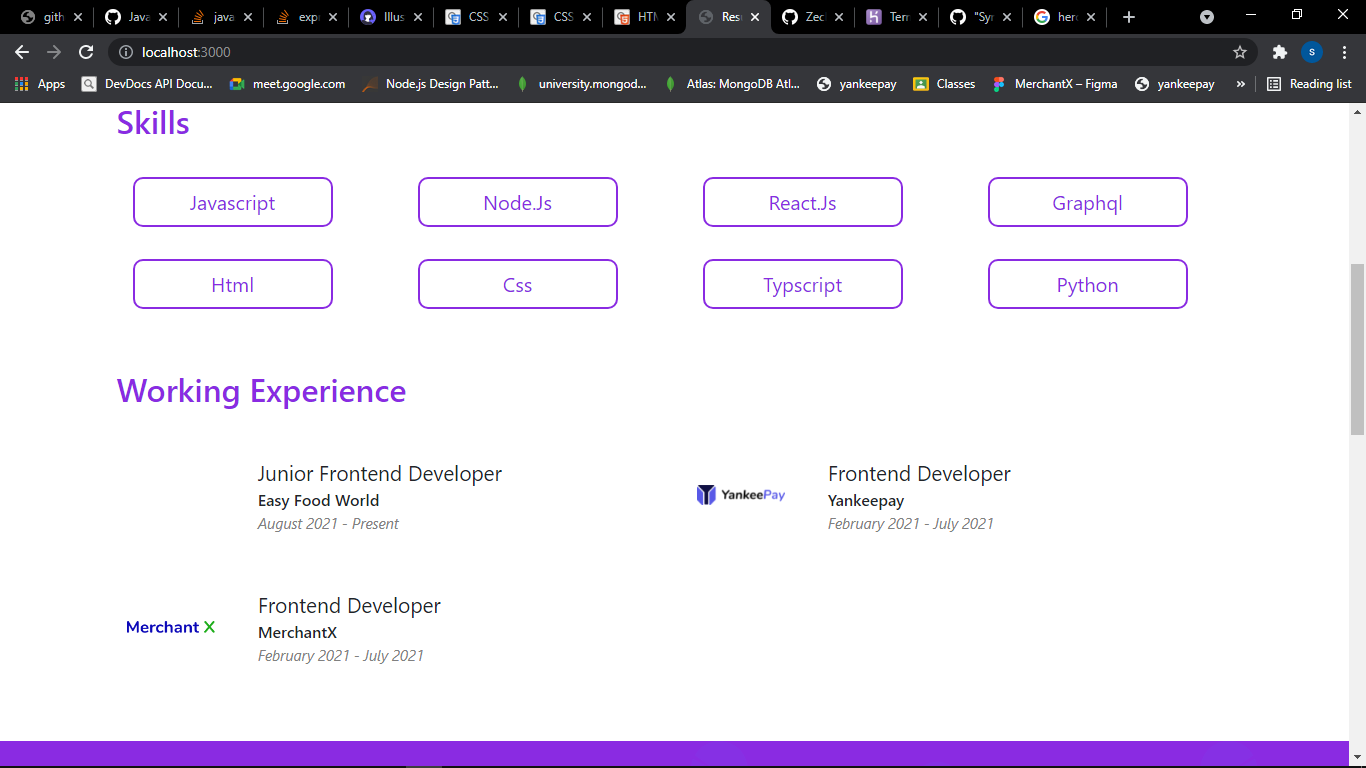 gith
Java
java
expr
Illus
CSS
CSS
HTM
Res
Zec
Terr
"Syr
hero
localhost:3000
S
Apps
DevDocs API Docu...
meet.google.com
Node.js Design Patt...
university.mongod...
Atlas: MongoDB Atl...
yankeepay
Classes
MerchantX – Figma
yankeepay
»
Reading list
Skills
Javascript
Node.Js
React.Js
Graphql
Html
Css
Typscript
Python
Working Experience
Junior Frontend Developer
Easy Food World
August 2021 - Present
YankeePay
Frontend Developer
Yankeepay
February 2021 - July 2021
Merchant X
Frontend Developer
MerchantX
February 2021 - July 2021